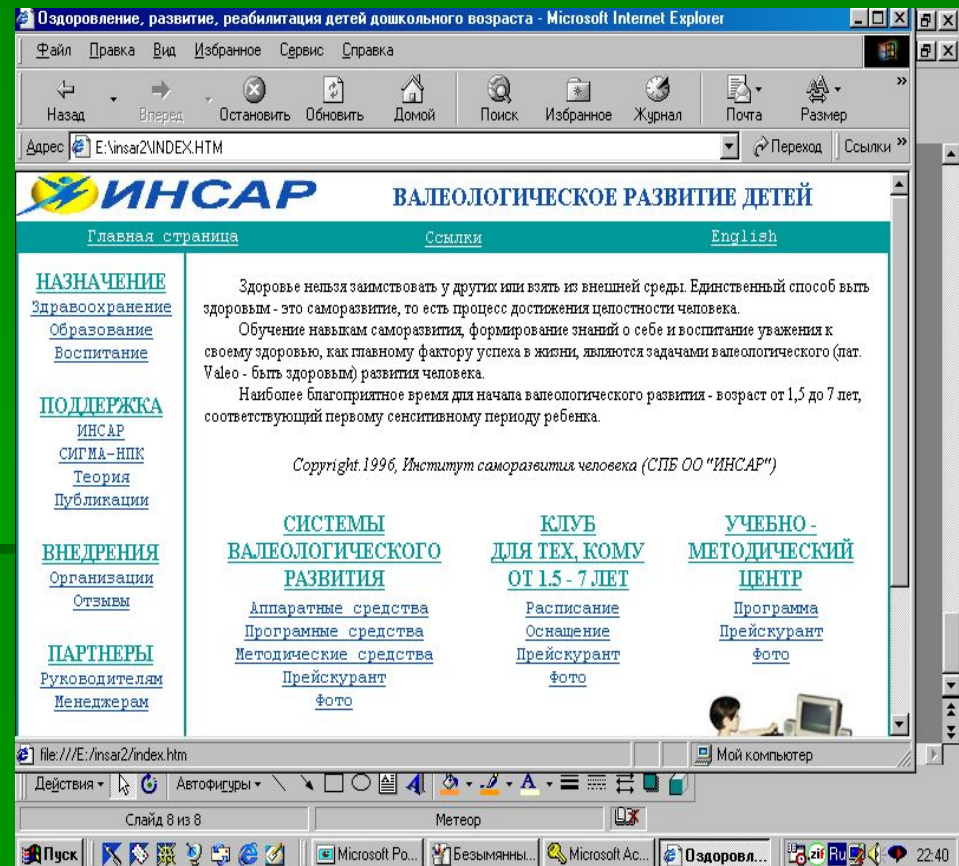 Оздоровление, развитие, реабилитация детей дошкольного возраста - Microsoft Internet Explorer
Файл Правка Вид Избранное Сервис Справка
Назад Вперед Остановить Обновить Домой Поиск Избранное Журнал Почта Размер »
Адрес E:\insar2\INDEX.HTM Переход Ссылки »
ИНСАР ВАЛЕОЛОГИЧЕСКОЕ РАЗВИТИЕ ДЕТЕЙ
Главная страница Ссылки English
НАЗНАЧЕНИЕ
Здравоохранение
Образование
Воспитание
ПОДДЕРЖКА
ИНСАР
СИГМА-НПК
Теория
Публикации
ВНЕДРЕНИЯ
Организации
Отзывы
ПАРТНЕРЫ
Руководителям
Менеджерам
Здоровье нельзя заимствовать у других или взять из внешней среды. Единственный способ быть
здоровым - это саморазвитие, то есть процесс достижения целостности человека.
Обучение навыкам саморазвития, формирование знаний о себе и воспитание уважения к
своему здоровью, как главному фактору успеха в жизни, являются задачами валеологического (лат.
Valeo - быть здоровым) развития человека.
Наиболее благоприятное время для начала валеологического развития - возраст от 1,5 до 7 лет,
соответствующий первому сенситивному периоду ребенка.
Copyright.1996, Институт саморазвития человека (СПБ ОО "ИНСАР")
СИСТЕМЫ
ВАЛЕОЛОГИЧЕСКОГО
РАЗВИТИЯ
Аппаратные средства
Програмные средства
Методические средства
Прейскурант
Фото
КЛУБ
ДЛЯ ТЕХ, КОМУ
ОТ 1.5 - 7 ЛЕТ
Расписание
Оснащение
Прейскурант
Фото
УЧЕБНО -
МЕТОДИЧЕСКИЙ
ЦЕНТР
Программа
Прейскурант
Фото
file:///E:/insar2/index.htm Мой компьютер
Действия Автофигуры
Слайд 8 из 8 Метеор
Пуск Microsoft Po... Безымянны... Microsoft Ac... Оздоровл... zif Ru 22:40